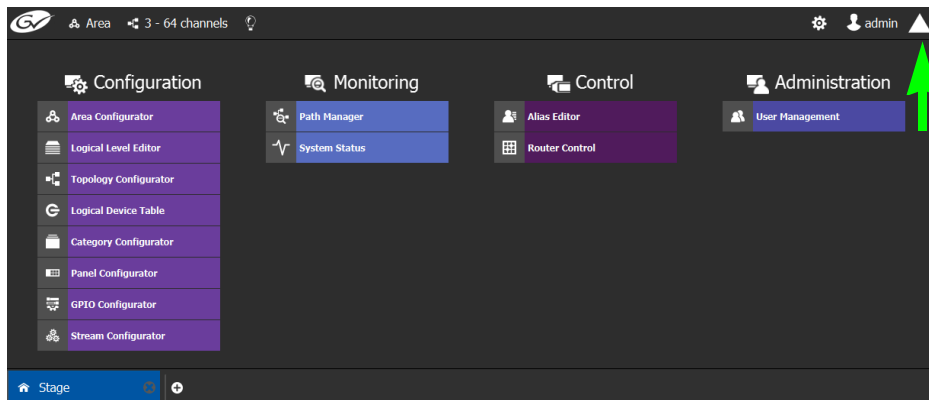 GV Area 3 - 64 channels admin
Configuration Monitoring Control Administration
Area Configurator Path Manager Alias Editor User Management
Logical Level Editor System Status Router Control
Topology Configurator
Logical Device Table
Category Configurator
Panel Configurator
GPIO Configurator
Stream Configurator
Stage